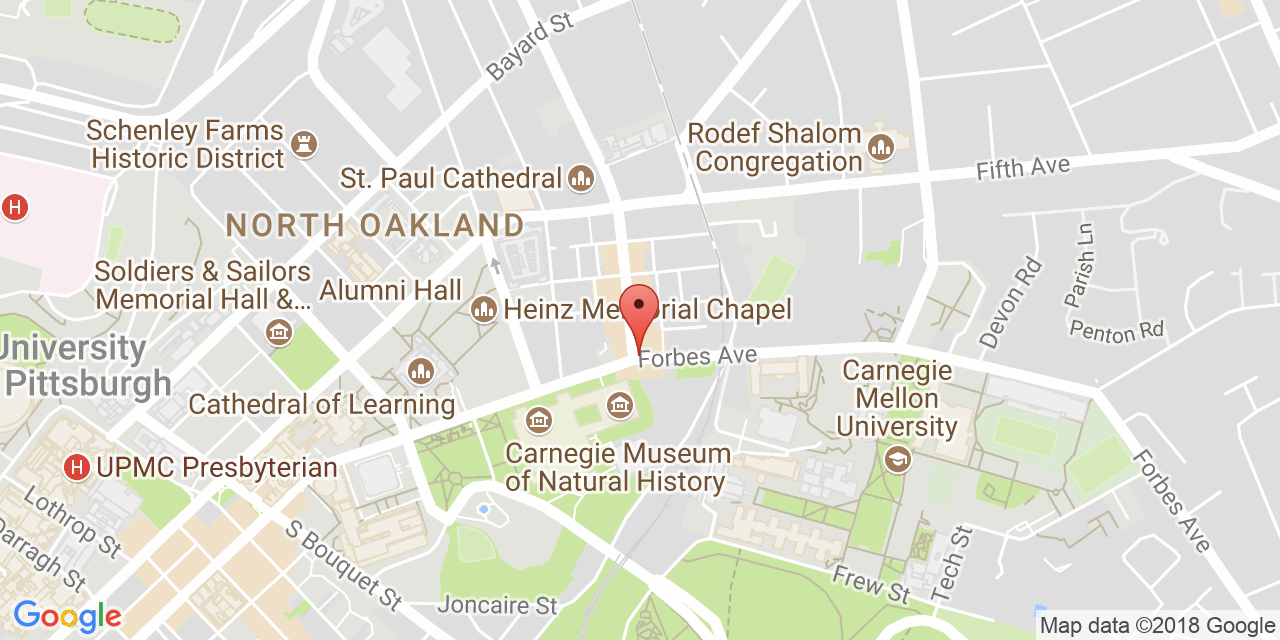 Bayard St
Schenley Farms
Historic District
Rodef Shalom
Congregation
St. Paul Cathedral
Fifth Ave
H
NORTH OAKLAND
Soldiers & Sailors
Memorial Hall &...
Alumni Hall
Heinz Memorial Chapel
Parish Ln
Devon Rd
Penton Rd
University
Pittsburgh
Forbes Ave
Cathedral of Learning
Carnegie
Mellon
University
Carnegie Museum
of Natural History
H
UPMC Presbyterian
Lothrop St
Darragh St
S Bouquet St
Joncaire St
Forbes Ave
Tech St
Frew St
Google
Map data ©2018 Google